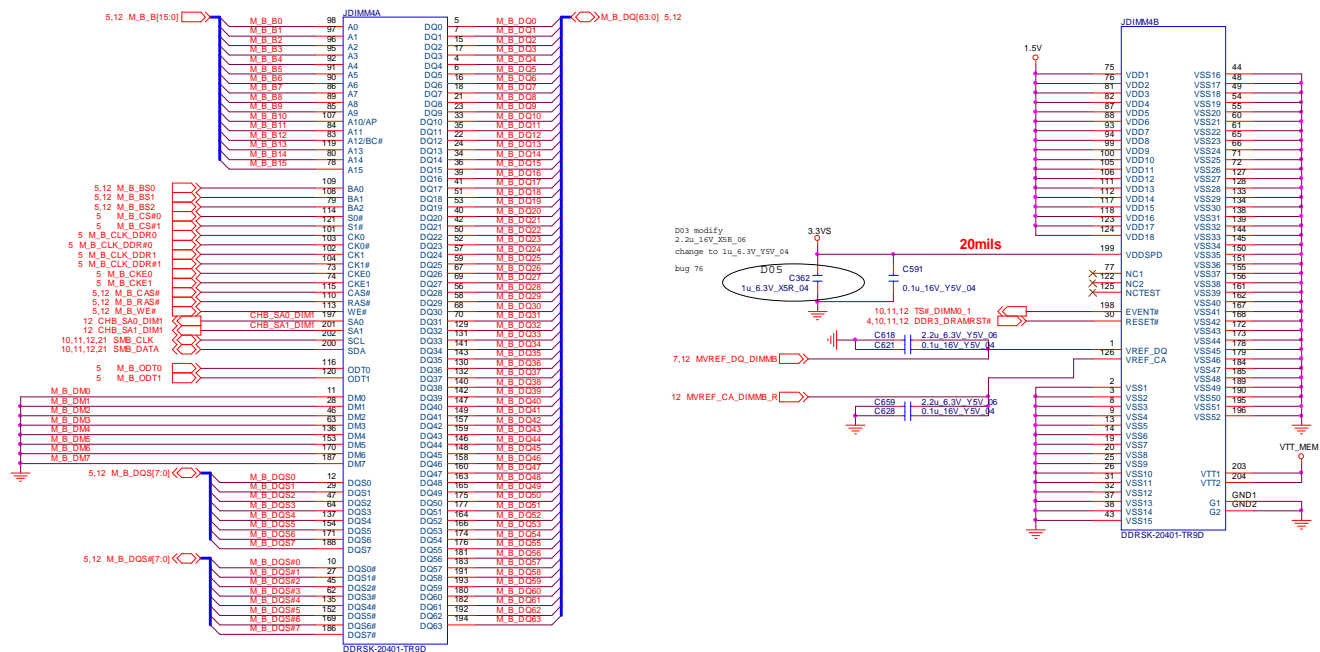 JDIMM4A
5,12 M_B_B[15:0]
M_B_DQ[63:0] 5,12
M_B_B0 98 A0
M_B_B1 97 A1
M_B_B2 96 A2
M_B_B3 95 A3
M_B_B4 92 A4
M_B_B5 91 A5
M_B_B6 90 A6
M_B_B7 86 A7
M_B_B8 89 A8
M_B_B9 85 A9
M_B_B10 107 A10/AP
M_B_B11 84 A11
M_B_B12 83 A12/BC#
M_B_B13 119 A13
M_B_B14 80 A14
M_B_B15 78 A15
5,12 M_B_BS0 109 BA0
5,12 M_B_BS1 108 BA1
5,12 M_B_BS2 79 BA2
5 M_B_CS#0 114 S0#
5 M_B_CS#1 121 S1#
5 M_B_CLK_DDR0 101 CK0
5 M_B_CLK_DDR#0 103 CK0#
5 M_B_CLK_DDR1 102 CK1
5 M_B_CLK_DDR#1 104 CK1#
5 M_B_CKE0 73 CKE0
5 M_B_CKE1 74 CKE1
5,12 M_B_CAS# 115 CAS#
5,12 M_B_RAS# 110 RAS#
5,12 M_B_WE# 113 WE#
12 CHB_SA0_DIM1 CHB_SA0_DIM1 197 SA0
12 CHB_SA1_DIM1 CHB_SA1_DIM1 201 SA1
10,11,12,21 SMB_CLK 202 SCL
10,11,12,21 SMB_DATA 200 SDA
5 M_B_ODT0 116 ODT0
5 M_B_ODT1 120 ODT1
M_B_DM0 11 DM0
M_B_DM1 28 DM1
M_B_DM2 46 DM2
M_B_DM3 63 DM3
M_B_DM4 136 DM4
M_B_DM5 153 DM5
M_B_DM6 170 DM6
M_B_DM7 187 DM7
5,12 M_B_DQS[7:0]
M_B_DQS0 12 DQS0
M_B_DQS1 29 DQS1
M_B_DQS2 47 DQS2
M_B_DQS3 64 DQS3
M_B_DQS4 137 DQS4
M_B_DQS5 154 DQS5
M_B_DQS6 171 DQS6
M_B_DQS7 188 DQS7
5,12 M_B_DQS#[7:0]
M_B_DQS#0 10 DQS0#
M_B_DQS#1 27 DQS1#
M_B_DQS#2 45 DQS2#
M_B_DQS#3 62 DQS3#
M_B_DQS#4 135 DQS4#
M_B_DQS#5 152 DQS5#
M_B_DQS#6 169 DQS6#
M_B_DQS#7 186 DQS7#
DQ0 5 M_B_DQ0
DQ1 7 M_B_DQ1
DQ2 15 M_B_DQ2
DQ3 17 M_B_DQ3
DQ4 4 M_B_DQ4
DQ5 6 M_B_DQ5
DQ6 16 M_B_DQ6
DQ7 18 M_B_DQ7
DQ8 21 M_B_DQ8
DQ9 23 M_B_DQ9
DQ10 33 M_B_DQ10
DQ11 35 M_B_DQ11
DQ12 22 M_B_DQ12
DQ13 24 M_B_DQ13
DQ14 34 M_B_DQ14
DQ15 36 M_B_DQ15
DQ16 39 M_B_DQ16
DQ17 41 M_B_DQ17
DQ18 51 M_B_DQ18
DQ19 53 M_B_DQ19
DQ20 40 M_B_DQ20
DQ21 42 M_B_DQ21
DQ22 50 M_B_DQ22
DQ23 52 M_B_DQ23
DQ24 57 M_B_DQ24
DQ25 59 M_B_DQ25
DQ26 67 M_B_DQ26
DQ27 69 M_B_DQ27
DQ28 56 M_B_DQ28
DQ29 58 M_B_DQ29
DQ30 68 M_B_DQ30
DQ31 70 M_B_DQ31
DQ32 129 M_B_DQ32
DQ33 131 M_B_DQ33
DQ34 141 M_B_DQ34
DQ35 143 M_B_DQ35
DQ36 130 M_B_DQ36
DQ37 132 M_B_DQ37
DQ38 140 M_B_DQ38
DQ39 142 M_B_DQ39
DQ40 147 M_B_DQ40
DQ41 149 M_B_DQ41
DQ42 157 M_B_DQ42
DQ43 159 M_B_DQ43
DQ44 146 M_B_DQ44
DQ45 148 M_B_DQ45
DQ46 158 M_B_DQ46
DQ47 160 M_B_DQ47
DQ48 163 M_B_DQ48
DQ49 165 M_B_DQ49
DQ50 175 M_B_DQ50
DQ51 177 M_B_DQ51
DQ52 164 M_B_DQ52
DQ53 166 M_B_DQ53
DQ54 174 M_B_DQ54
DQ55 176 M_B_DQ55
DQ56 181 M_B_DQ56
DQ57 183 M_B_DQ57
DQ58 191 M_B_DQ58
DQ59 193 M_B_DQ59
DQ60 180 M_B_DQ60
DQ61 182 M_B_DQ61
DQ62 192 M_B_DQ62
DQ63 194 M_B_DQ63
DDRSK-20401-TR9D
D03 modify
2.2u_16V_X5R_06
change to 1u_6.3V_Y5V_04
bug 76
3.3VS
20mils
D05
C362
1u_6.3V_X5R_04
C591
0.1u_16V_Y5V_04
10,11,12 TS#_DIMM0_1
4,10,11,12 DDR3_DRAMRST#
C618 2.2u_6.3V_Y5V_06
C621 0.1u_16V_Y5V_04
7,12 MVREF_DQ_DIMMB
12 MVREF_CA_DIMMB_R
C659 2.2u_6.3V_Y5V_06
C628 0.1u_16V_Y5V_04
JDIMM4B
1.5V
75 VDD1
76 VDD2
81 VDD3
82 VDD4
87 VDD5
88 VDD6
93 VDD7
94 VDD8
99 VDD9
100 VDD10
105 VDD11
106 VDD12
111 VDD13
112 VDD14
117 VDD15
118 VDD16
123 VDD17
124 VDD18
199 VDDSPD
77 NC1
122 NC2
125 NCTEST
198 EVENT#
30 RESET#
1 VREF_DQ
126 VREF_CA
2 VSS1
3 VSS2
8 VSS3
9 VSS4
13 VSS5
14 VSS6
19 VSS7
20 VSS8
25 VSS9
26 VSS10
31 VSS11
32 VSS12
37 VSS13
38 VSS14
43 VSS15
VSS16 44
VSS17 48
VSS18 49
VSS19 54
VSS20 55
VSS21 60
VSS22 61
VSS23 65
VSS24 66
VSS25 71
VSS26 72
VSS27 127
VSS28 128
VSS29 133
VSS30 134
VSS31 138
VSS32 139
VSS33 144
VSS34 145
VSS35 150
VSS36 151
VSS37 155
VSS38 156
VSS39 161
VSS40 162
VSS41 167
VSS42 168
VSS43 172
VSS44 173
VSS45 178
VSS46 179
VSS47 184
VSS48 185
VSS49 189
VSS50 190
VSS51 195
VSS52 196
VTT_MEM
VTT1 203
VTT2 204
G1 GND1
G2 GND2
DDRSK-20401-TR9D